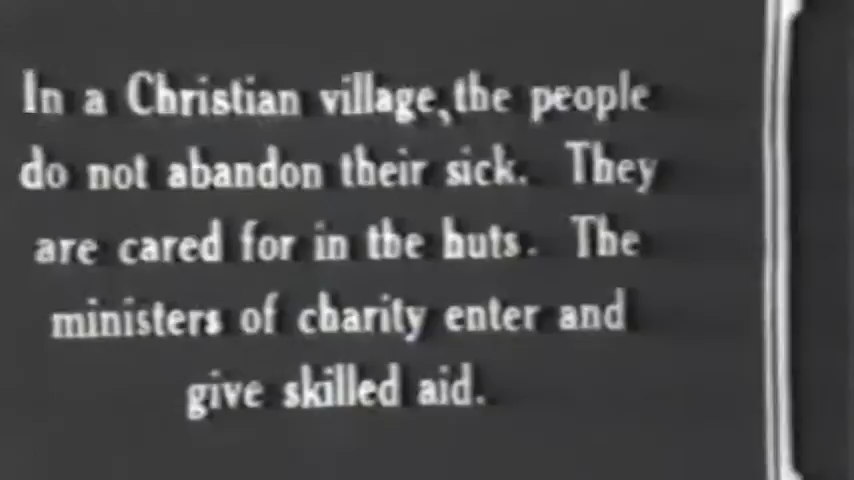 In a Christian village, the people
do not abandon their sick. They
are cared for in the huts. The
ministers of charity enter and
give skilled aid.